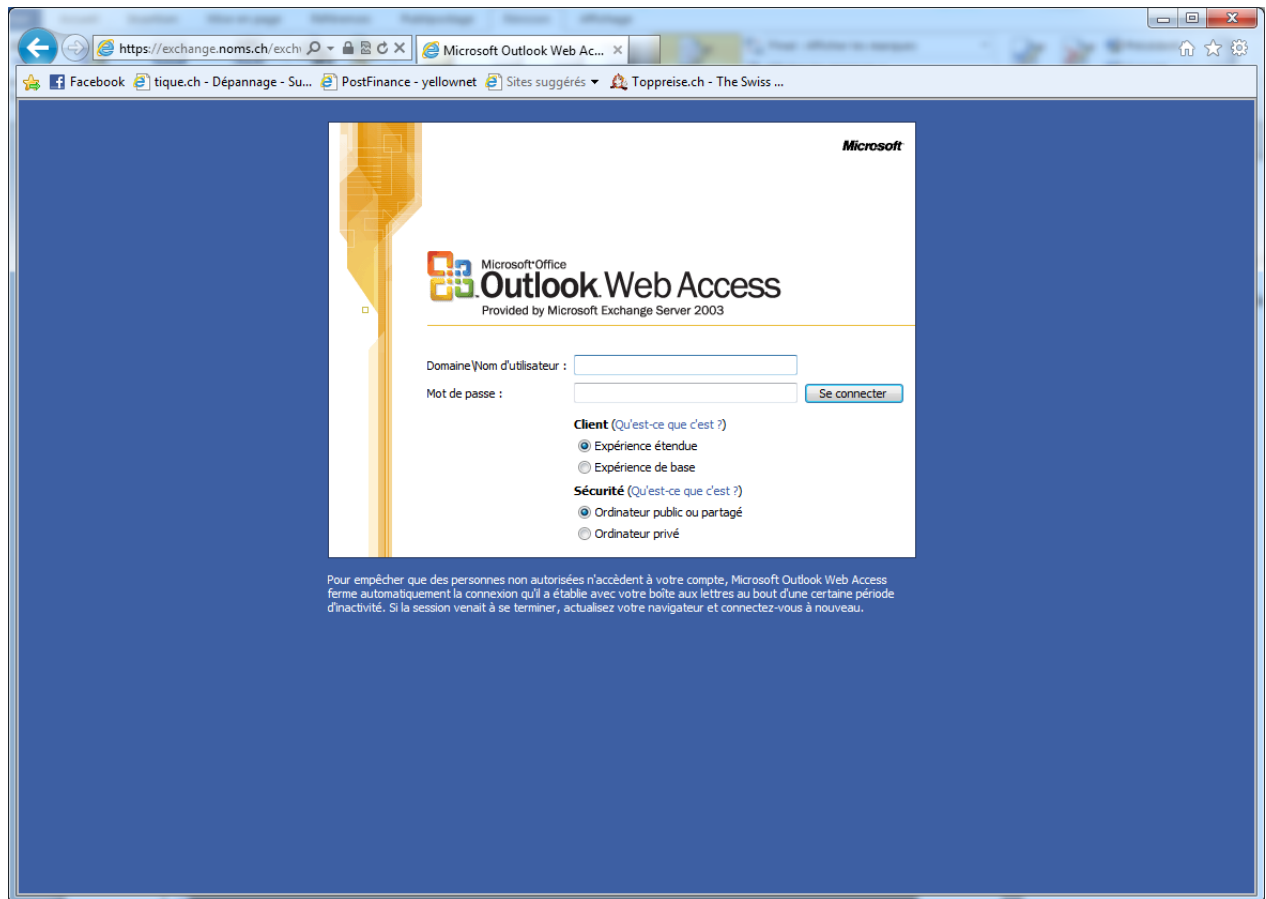 https://exchange.noms.ch/exch
Microsoft Outlook Web Ac...
Facebook
tique.ch - Dépannage - Su...
PostFinance - yellownet
Sites suggérés
Toppreise.ch - The Swiss ...
Microsoft
Microsoft Office
Outlook Web Access
Provided by Microsoft Exchange Server 2003
Domaine\Nom d'utilisateur :
Mot de passe :
Se connecter
Client (Qu'est-ce que c'est ?)
Expérience étendue
Expérience de base
Sécurité (Qu'est-ce que c'est ?)
Ordinateur public ou partagé
Ordinateur privé
Pour empêcher que des personnes non autorisées n'accèdent à votre compte, Microsoft Outlook Web Access
ferme automatiquement la connexion qu'il a établie avec votre boîte aux lettres au bout d'une certaine période
d'inactivité. Si la session venait à se terminer, actualisez votre navigateur et connectez-vous à nouveau.